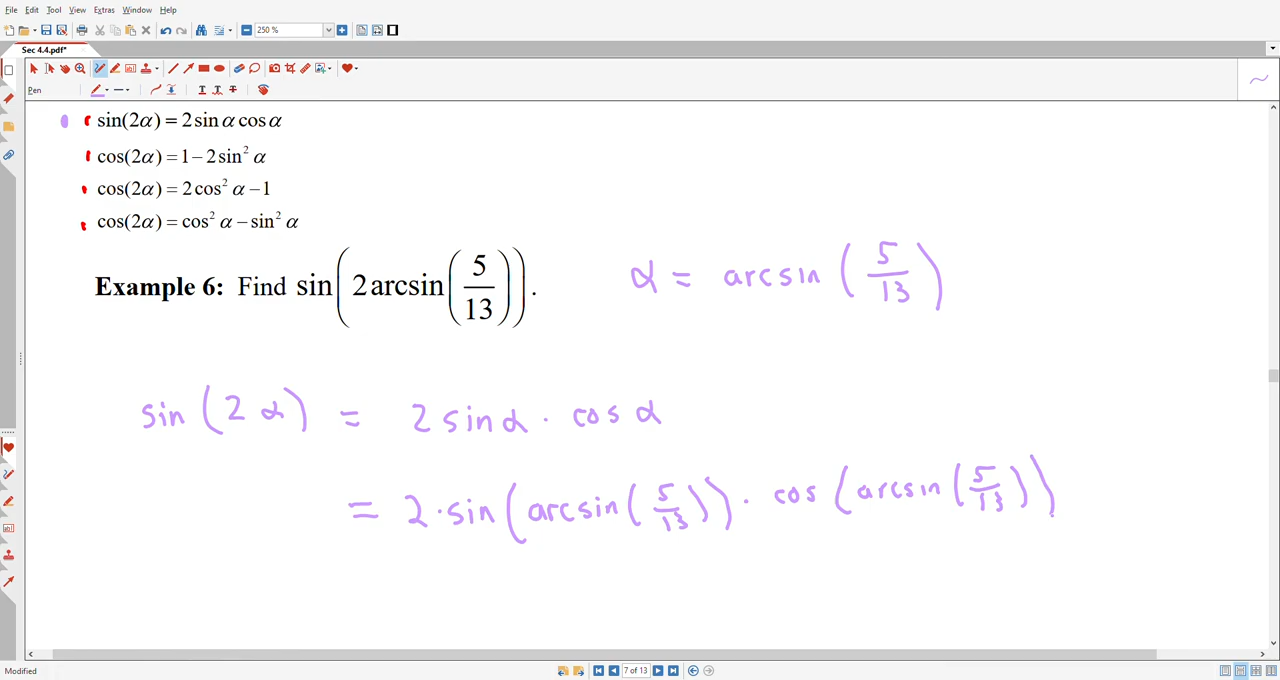 File Edit Tool View Extras Window Help
250 %
Sec 4.4.pdf*
Pen
sin(2α) = 2 sin α cos α
cos(2α) = 1 − 2 sin² α
cos(2α) = 2 cos² α − 1
cos(2α) = cos² α − sin² α
Example 6: Find sin(2 arcsin(5/13)). α = arcsin(5/13)
sin(2α) = 2 sin α · cos α
= 2 · sin(arcsin(5/13)) · cos(arcsin(5/13))
Modified 7 of 13